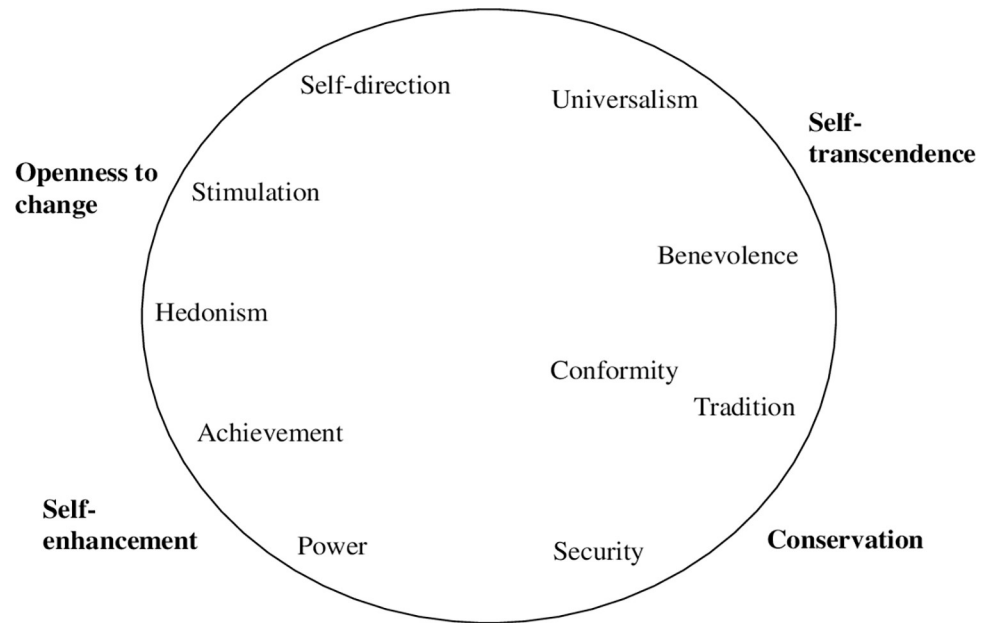 Self-direction
Universalism
Self-
transcendence
Openness to
change
Stimulation
Benevolence
Hedonism
Conformity
Tradition
Achievement
Self-
enhancement
Power
Security
Conservation